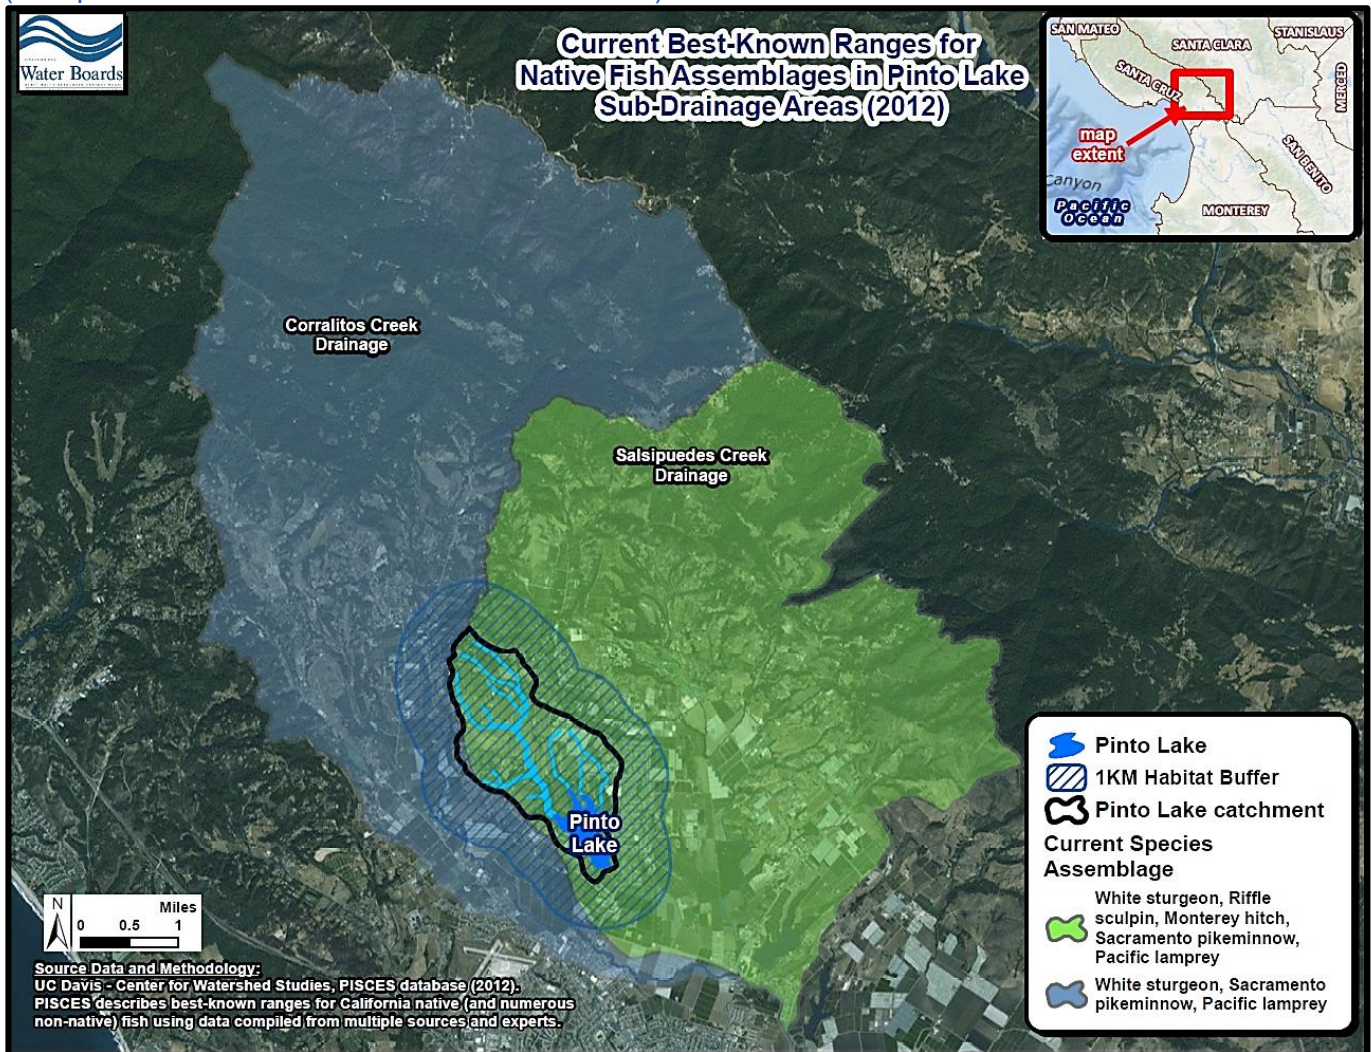 CALIFORNIA
Water Boards
Current Best-Known Ranges for
Native Fish Assemblages in Pinto Lake
Sub-Drainage Areas (2012)
SAN MATEO
SANTA CLARA
STANISLAUS
SANTA CRUZ
MERCED
map
extent
SAN BENITO
Canyon
Pacific
Ocean
MONTEREY
Corralitos Creek
Drainage
Salsipuedes Creek
Drainage
Pinto
Lake
Pinto Lake
1KM Habitat Buffer
Pinto Lake catchment
Current Species
Assemblage
White sturgeon, Riffle
sculpin, Monterey hitch,
Sacramento pikeminnow,
Pacific lamprey
White sturgeon, Sacramento
pikeminnow, Pacific lamprey
N
Miles
0 0.5 1
Source Data and Methodology:
UC Davis - Center for Watershed Studies, PISCES database (2012).
PISCES describes best-known ranges for California native (and numerous
non-native) fish using data compiled from multiple sources and experts.